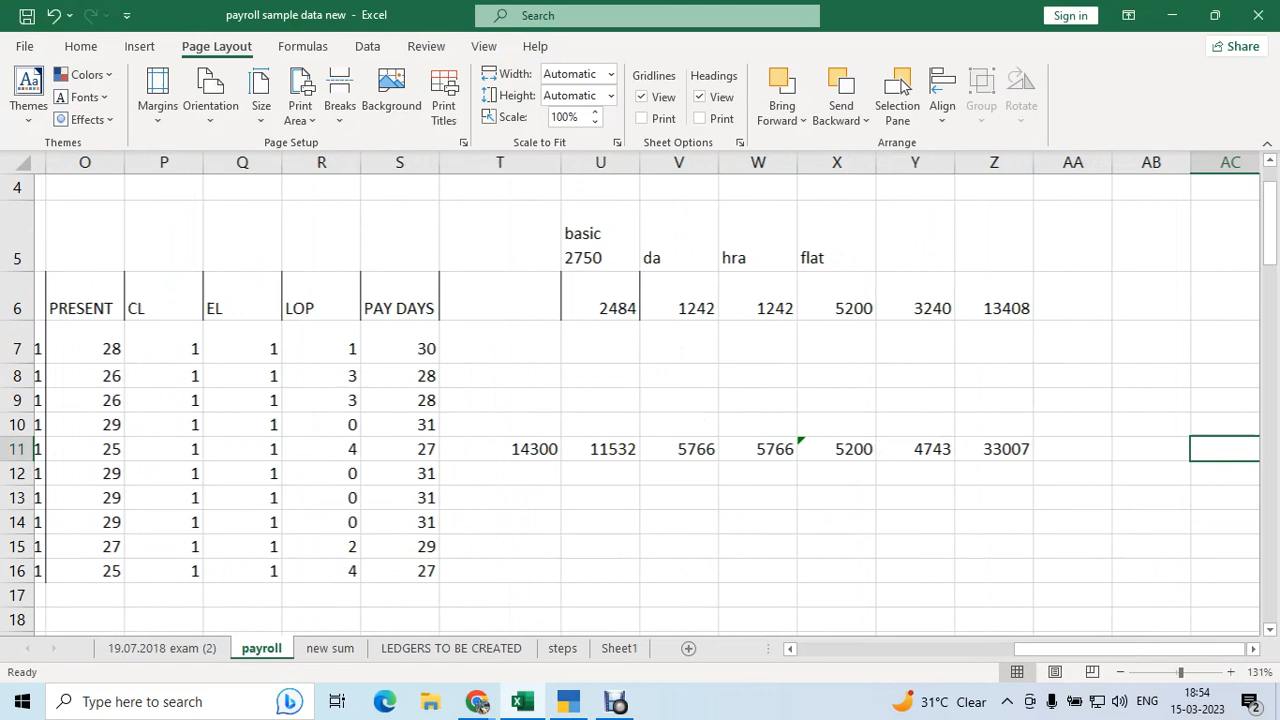 payroll sample data new - Excel
Search
Sign in
File Home Insert Page Layout Formulas Data Review View Help
Share
Themes
Colors
Fonts
Effects
Margins
Orientation
Size
Print Area
Breaks
Background
Print Titles
Width: Automatic
Height: Automatic
Scale: 100%
Gridlines
View
Print
Headings
View
Print
Bring Forward
Send Backward
Selection Pane
Align
Group
Rotate
Themes Page Setup Scale to Fit Sheet Options Arrange
O P Q R S T U V W X Y Z AA AB AC
4
5 basic 2750 da hra flat
6 PRESENT CL EL LOP PAY DAYS 2484 1242 1242 5200 3240 13408
7 1 28 1 1 1 30
8 1 26 1 1 3 28
9 1 26 1 1 3 28
10 1 29 1 1 0 31
11 1 25 1 1 4 27 14300 11532 5766 5766 5200 4743 33007
12 1 29 1 1 0 31
13 1 29 1 1 0 31
14 1 29 1 1 0 31
15 1 27 1 1 2 29
16 1 25 1 1 4 27
17
18
19.07.2018 exam (2) payroll new sum LEDGERS TO BE CREATED steps Sheet1
Ready
131%
Type here to search
31°C Clear
ENG
18:54
15-03-2023
2